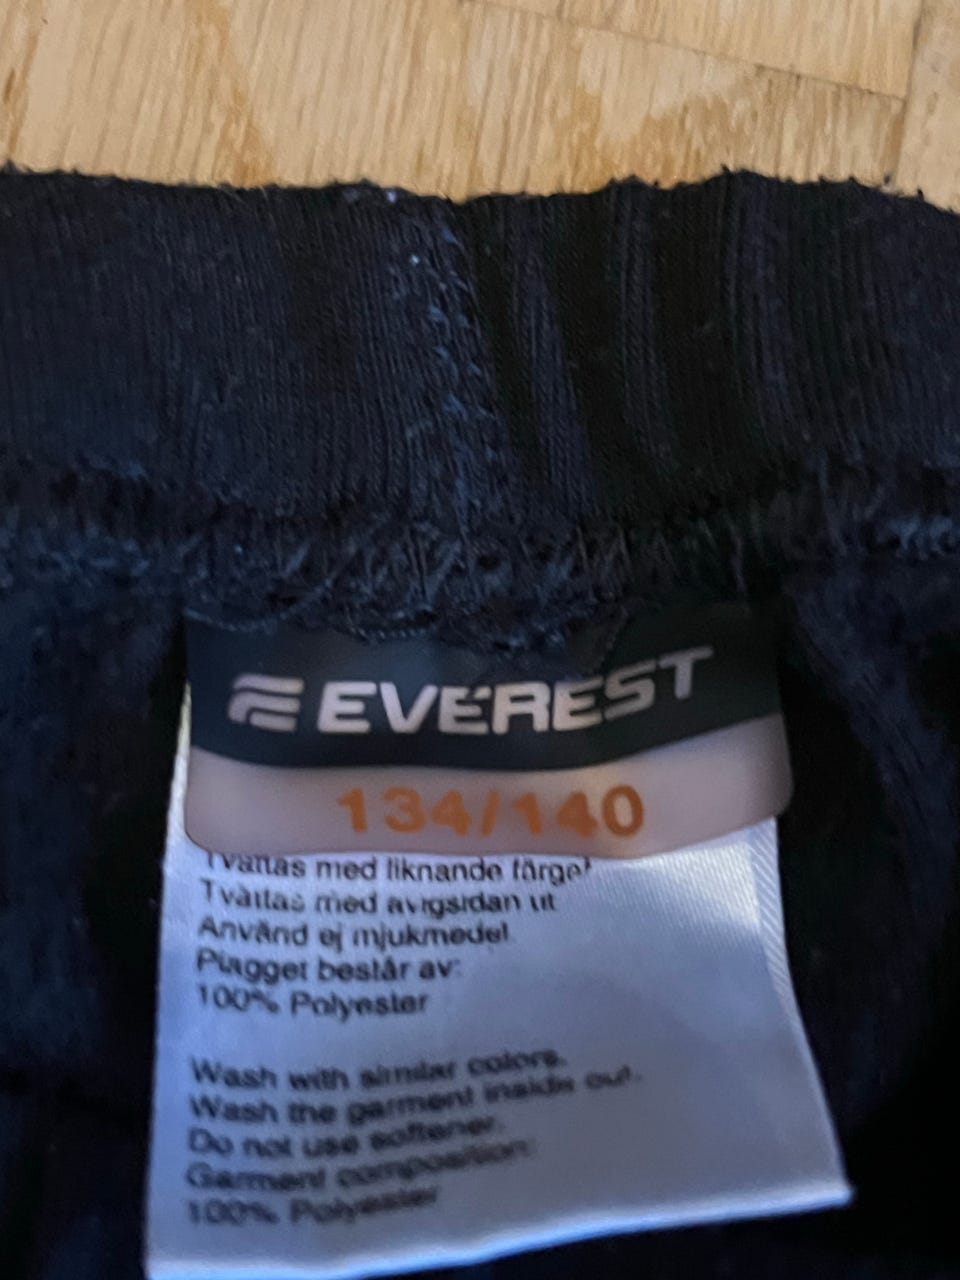 EVEREST
134/140
Tvättas med liknande färger
Tvättas med avigsidan ut
Använd ej mjukmedel
Plagget består av:
100% Polyester
Wash with similar colors.
Wash the garment inside out.
Do not use softener.
Garment composition:
100% Polyester